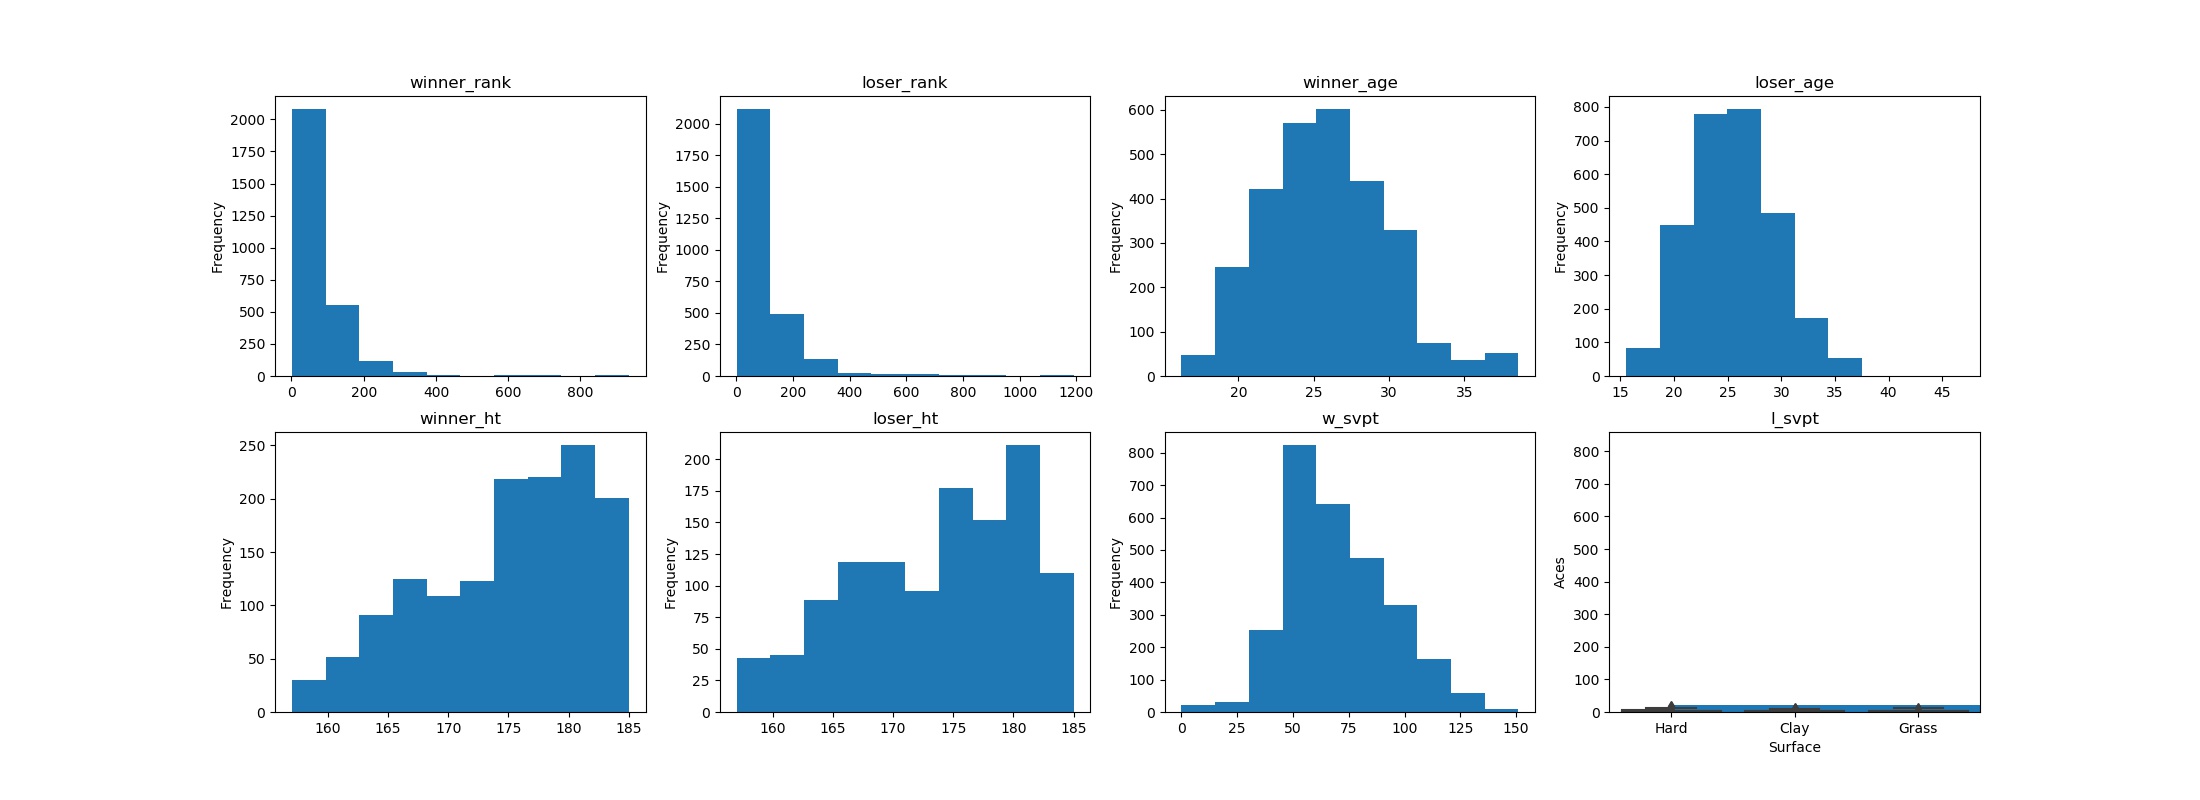 winner_rank
loser_rank
winner_age
loser_age
2000
1750
1500
1250
1000
750
500
250
0
Frequency
0 200 400 600 800
2000
1750
1500
1250
1000
750
500
250
0
Frequency
0 200 400 600 800 1000 1200
600
500
400
300
200
100
0
Frequency
20 25 30 35
800
700
600
500
400
300
200
100
0
Frequency
15 20 25 30 35 40 45
winner_ht
loser_ht
w_svpt
l_svpt
250
200
150
100
50
0
Frequency
160 165 170 175 180 185
200
175
150
125
100
75
50
25
0
Frequency
160 165 170 175 180 185
800
700
600
500
400
300
200
100
0
Frequency
0 25 50 75 100 125 150
800
700
600
500
400
300
200
100
0
Aces
Hard Clay Grass
Surface